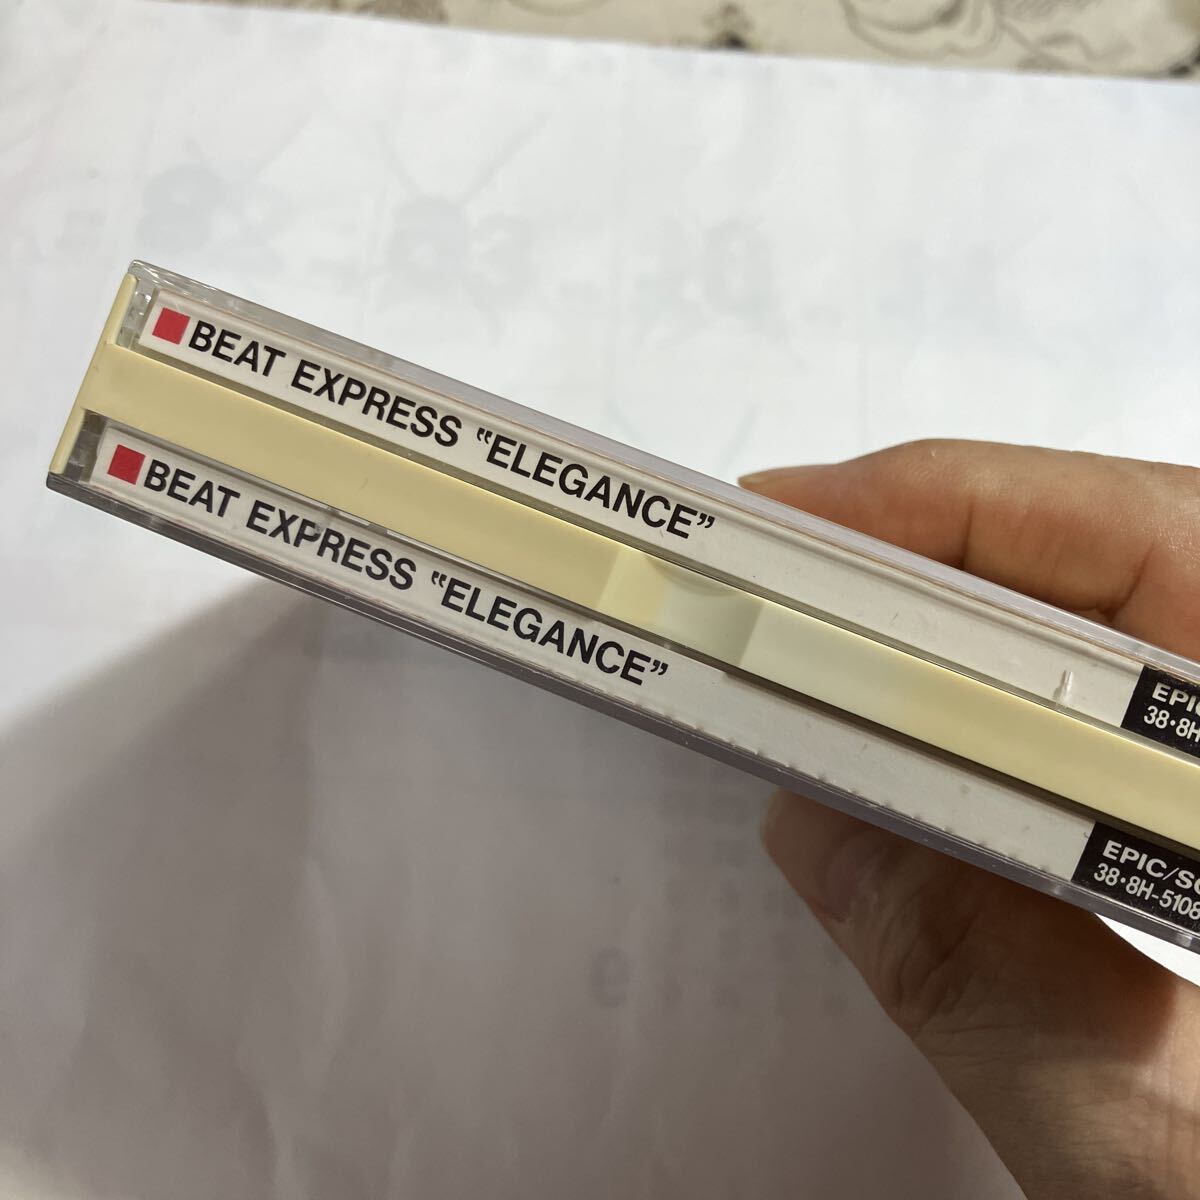 ■BEAT EXPRESS “ELEGANCE”
EPIC
38・8H
■BEAT EXPRESS “ELEGANCE”
EPIC/SO
38・8H-5108